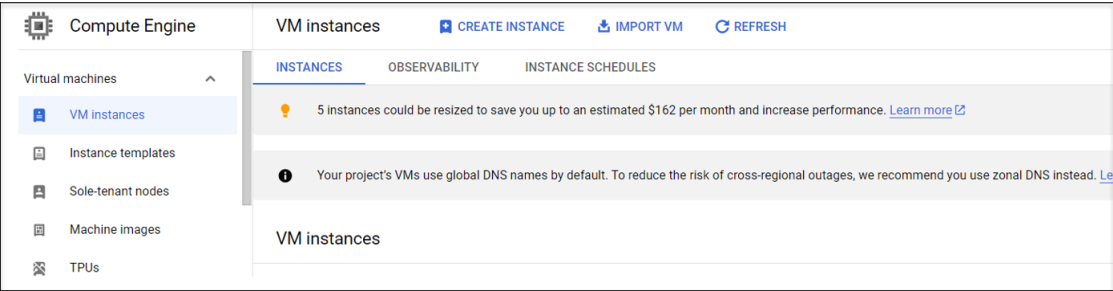 Compute Engine
VM instances
CREATE INSTANCE
IMPORT VM
REFRESH
Virtual machines
VM instances
Instance templates
Sole-tenant nodes
Machine images
TPUs
INSTANCES
OBSERVABILITY
INSTANCE SCHEDULES
5 instances could be resized to save you up to an estimated $162 per month and increase performance. Learn more
Your project's VMs use global DNS names by default. To reduce the risk of cross-regional outages, we recommend you use zonal DNS instead. Le
VM instances